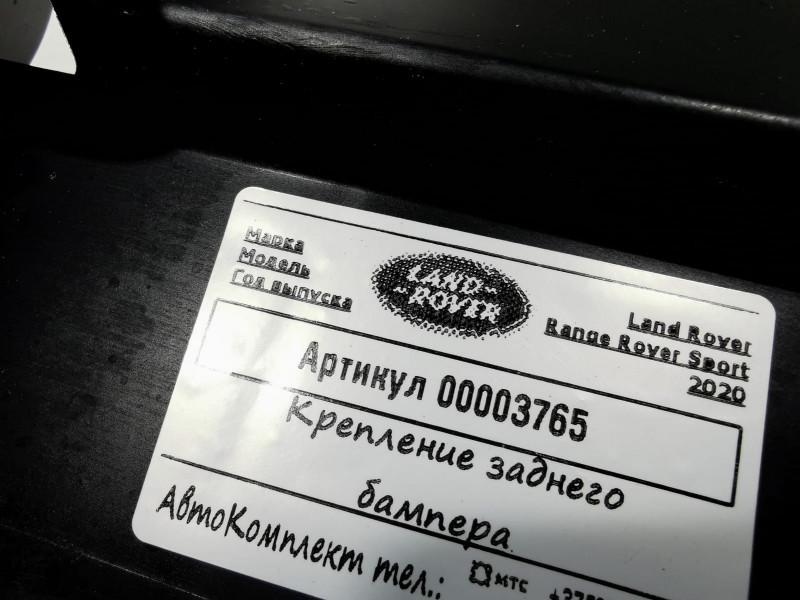 Марка
Модель
Год выпуска
LAND
ROVER
Land Rover
Range Rover Sport
2020
Артикул 00003765
Крепление заднего
бампера
АвтоКомплект тел.: МТС